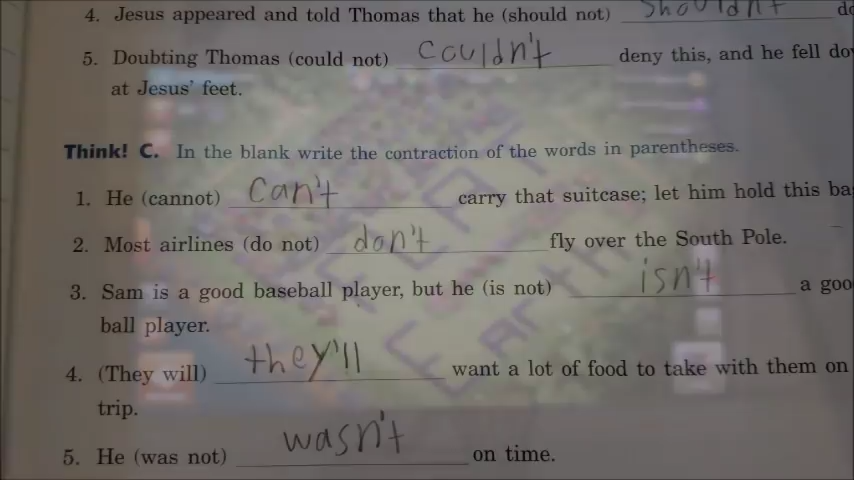 4. Jesus appeared and told Thomas that he (should not) shouldn't
5. Doubting Thomas (could not) couldn't deny this, and he fell
at Jesus' feet.
Think! C. In the blank write the contraction of the words in parentheses.
1. He (cannot) can't carry that suitcase; let him hold this
2. Most airlines (do not) don't fly over the South Pole.
3. Sam is a good baseball player, but he (is not) isn't a
ball player.
4. (They will) they'll want a lot of food to take with them on
trip.
5. He (was not) wasn't on time.